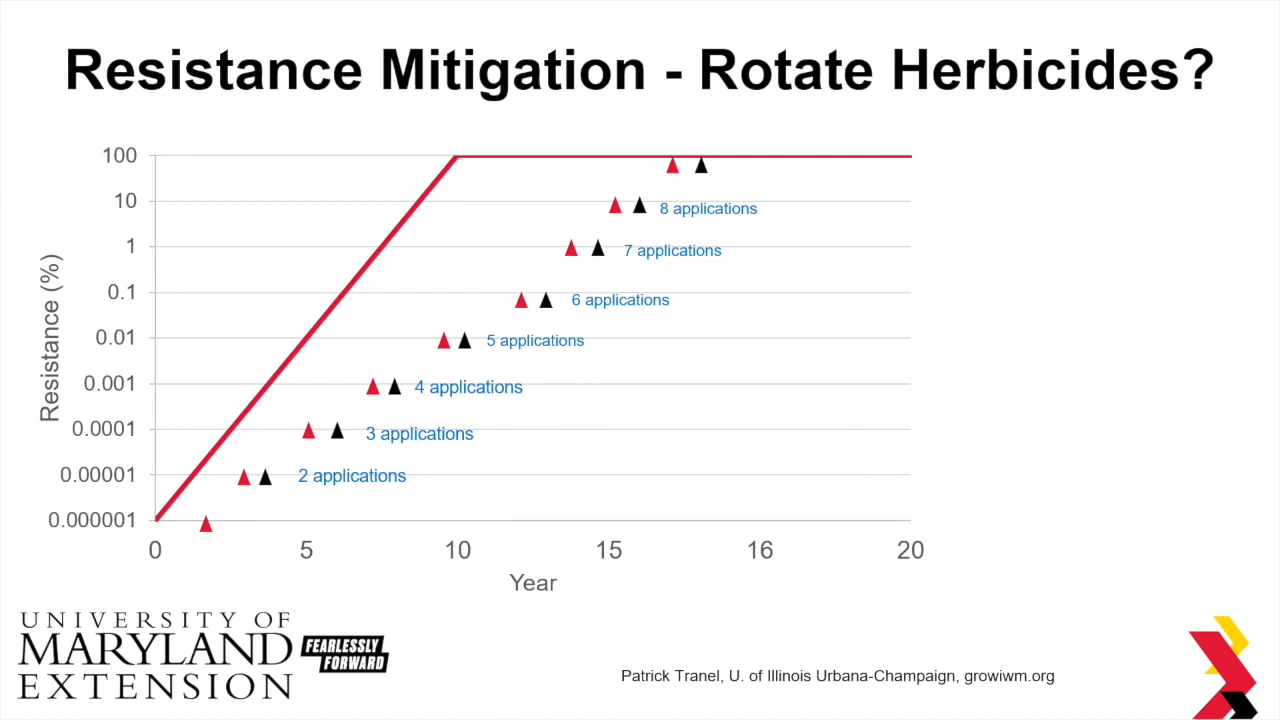 Resistance Mitigation - Rotate Herbicides?
100
10
8 applications
1
7 applications
0.1
6 applications
0.01
5 applications
0.001
4 applications
0.0001
3 applications
0.00001
2 applications
0.000001
Resistance (%)
0 5 10 15 16 20
Year
UNIVERSITY OF
MARYLAND
EXTENSION
FEARLESSLY
FORWARD
Patrick Tranel, U. of Illinois Urbana-Champaign, growiwm.org